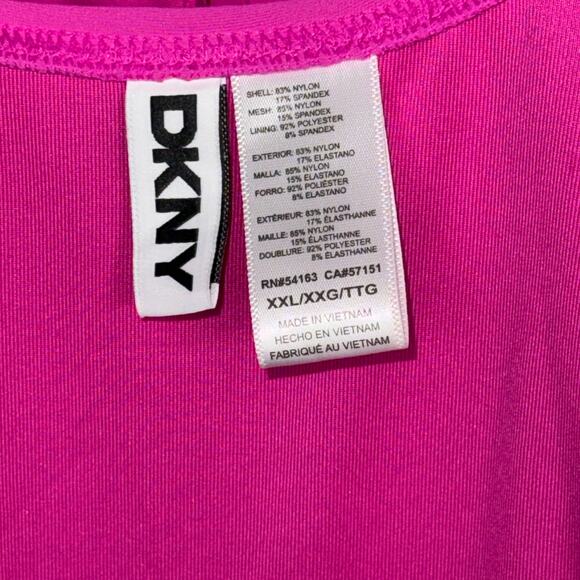 DKNY
SHELL: 83% NYLON
17% SPANDEX
MESH: 85% NYLON
15% SPANDEX
LINING: 92% POLYESTER
8% SPANDEX
EXTERIOR: 83% NYLON
17% ELASTANO
MALLA: 85% NYLON
15% ELASTANO
FORRO: 92% POLIÉSTER
8% ELASTANO
EXTÉRIEUR: 83% NYLON
17% ÉLASTHANNE
MAILLE: 85% NYLON
15% ÉLASTHANNE
DOUBLURE: 92% POLYESTER
8% ÉLASTHANNE
RN#54163 CA#57151
XXL/XXG/TTG
MADE IN VIETNAM
HECHO EN VIETNAM
FABRIQUÉ AU VIETNAM